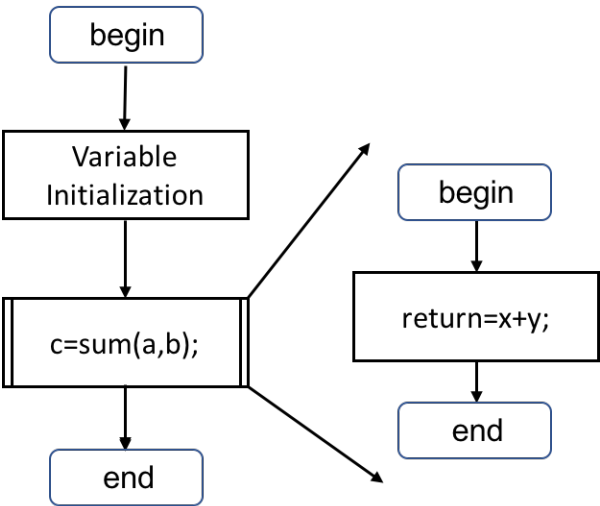 begin
Variable
Initialization
c=sum(a,b);
end
begin
return=x+y;
end